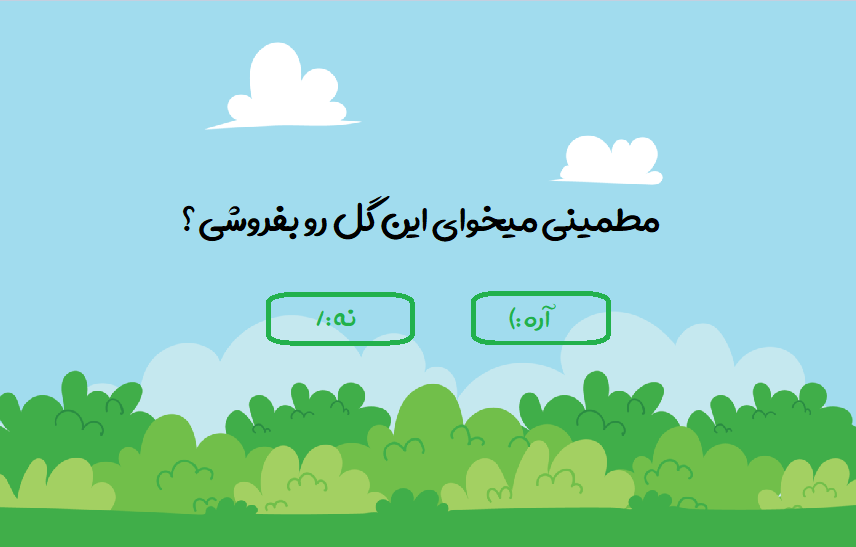 مطمینی میخوای این گل رو بفروشی ؟
آره :)
نه :/